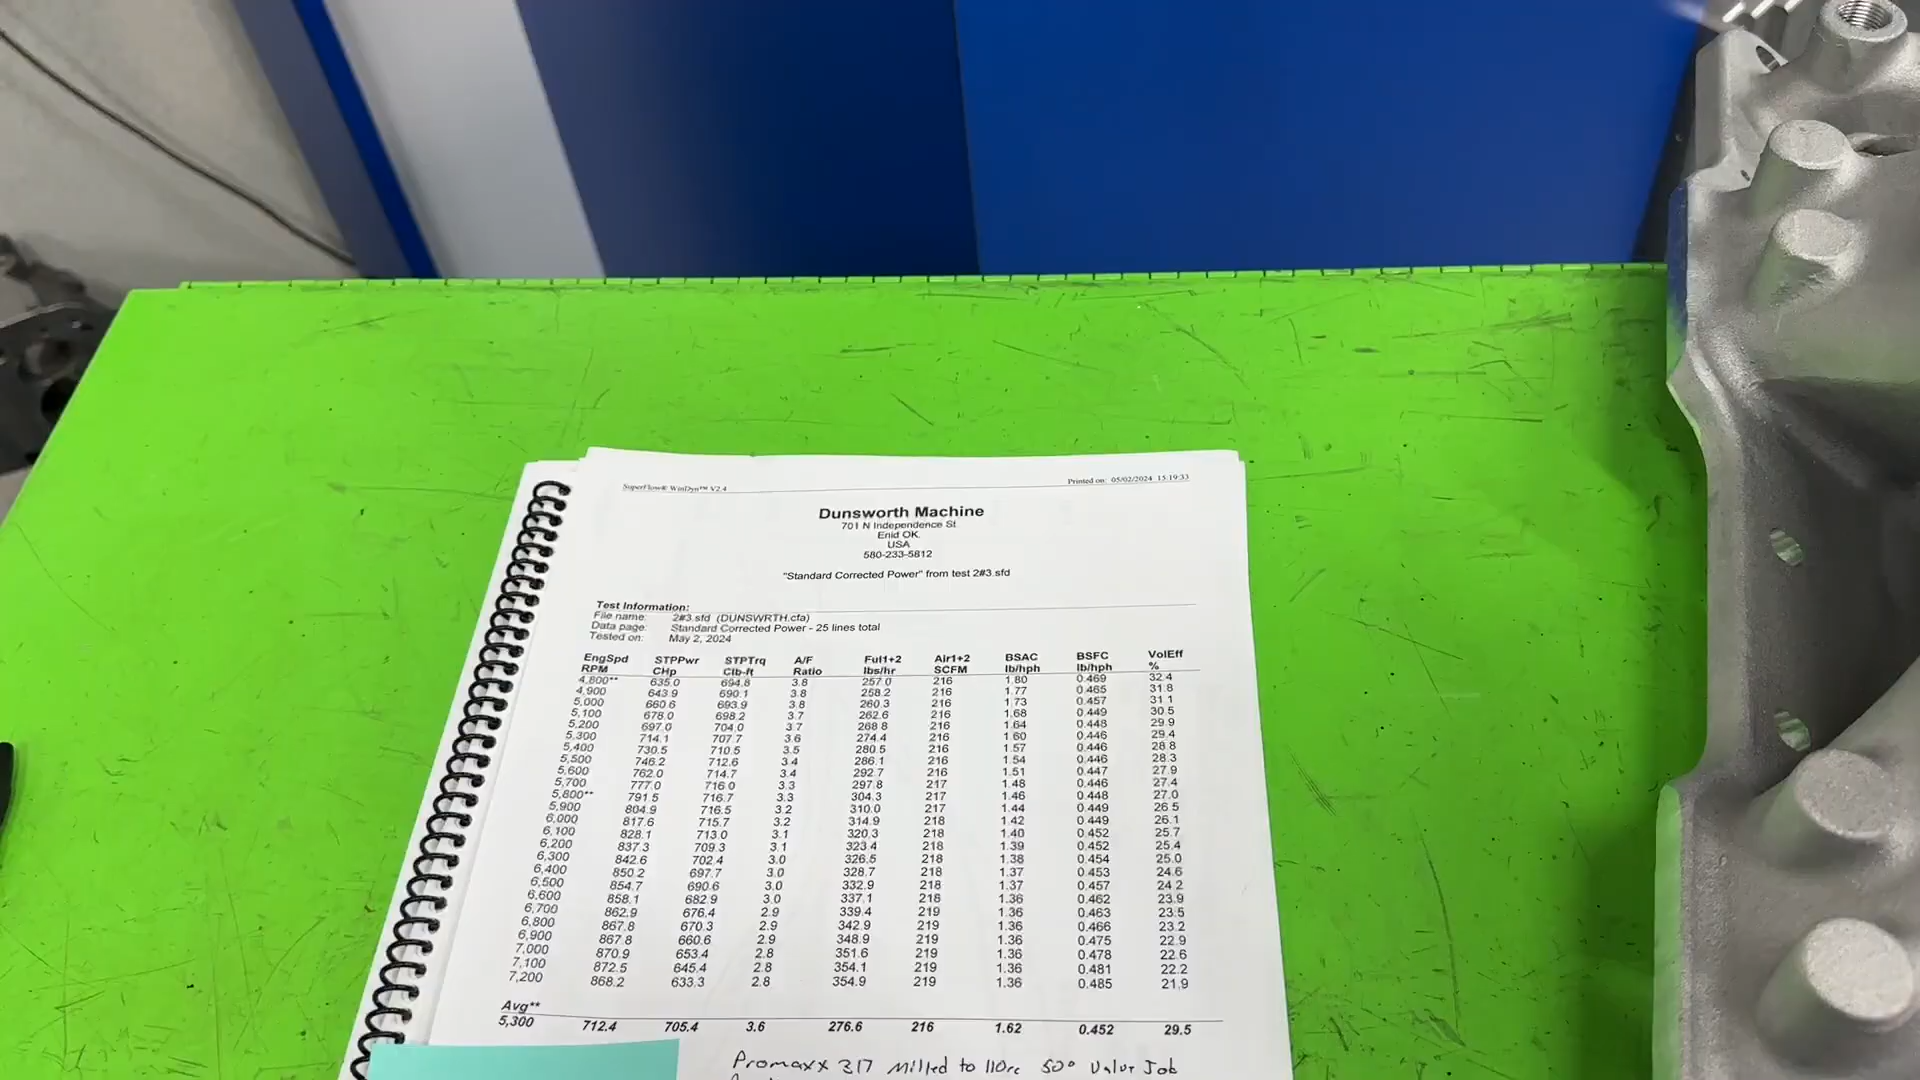 SuperFlow® WinDyn™ V2.4 Printed on: 05/02/2024 15:19:33
Dunsworth Machine
701 N Independence St
Enid OK.
USA
580-233-5812
"Standard Corrected Power" from test 2#3.sfd
Test Information:
File name: 2#3.sfd (DUNSWRTH.cfa)
Data page: Standard Corrected Power - 25 lines total
Tested on: May 2, 2024
EngSpd STPPwr STPTrq A/F Ful1+2 Air1+2 BSAC BSFC VolEff
RPM CHp Clb-ft Ratio lbs/hr SCFM lb/hph lb/hph %
4,800** 635.0 694.8 3.8 257.0 216 1.80 0.469 32.4
4,900 643.9 690.1 3.8 258.2 216 1.77 0.465 31.8
5,000 660.6 693.9 3.8 260.3 216 1.73 0.457 31.1
5,100 678.0 698.2 3.7 262.6 216 1.68 0.449 30.5
5,200 697.0 704.0 3.7 268.8 216 1.64 0.448 29.9
5,300 714.1 707.7 3.6 274.4 216 1.60 0.446 29.4
5,400 730.5 710.5 3.5 280.5 216 1.57 0.446 28.8
5,500 746.2 712.6 3.4 286.1 216 1.54 0.446 28.3
5,600 762.0 714.7 3.4 292.7 216 1.51 0.447 27.9
5,700 777.0 716.0 3.3 297.8 217 1.48 0.446 27.4
5,800** 791.5 716.7 3.3 304.3 217 1.46 0.448 27.0
5,900 804.9 716.5 3.2 310.0 217 1.44 0.449 26.5
6,000 817.6 715.7 3.2 314.9 218 1.42 0.449 26.1
6,100 828.1 713.0 3.1 320.3 218 1.40 0.452 25.7
6,200 837.3 709.3 3.1 323.4 218 1.39 0.452 25.4
6,300 842.6 702.4 3.0 326.5 218 1.38 0.454 25.0
6,400 850.2 697.7 3.0 328.7 218 1.37 0.453 24.6
6,500 854.7 690.6 3.0 332.9 218 1.37 0.457 24.2
6,600 858.1 682.9 3.0 337.1 218 1.36 0.462 23.9
6,700 862.9 676.4 2.9 339.4 219 1.36 0.463 23.5
6,800 867.8 670.3 2.9 342.9 219 1.36 0.466 23.2
6,900 867.8 660.6 2.9 348.9 219 1.36 0.475 22.9
7,000 870.9 653.4 2.8 351.6 219 1.36 0.478 22.6
7,100 872.5 645.4 2.8 354.1 219 1.36 0.481 22.2
7,200 868.2 633.3 2.8 354.9 219 1.36 0.485 21.9
Avg**
5,300 712.4 705.4 3.6 276.6 216 1.62 0.452 29.5
Promaxx 317 Milled to 110cc 50° Valve Job